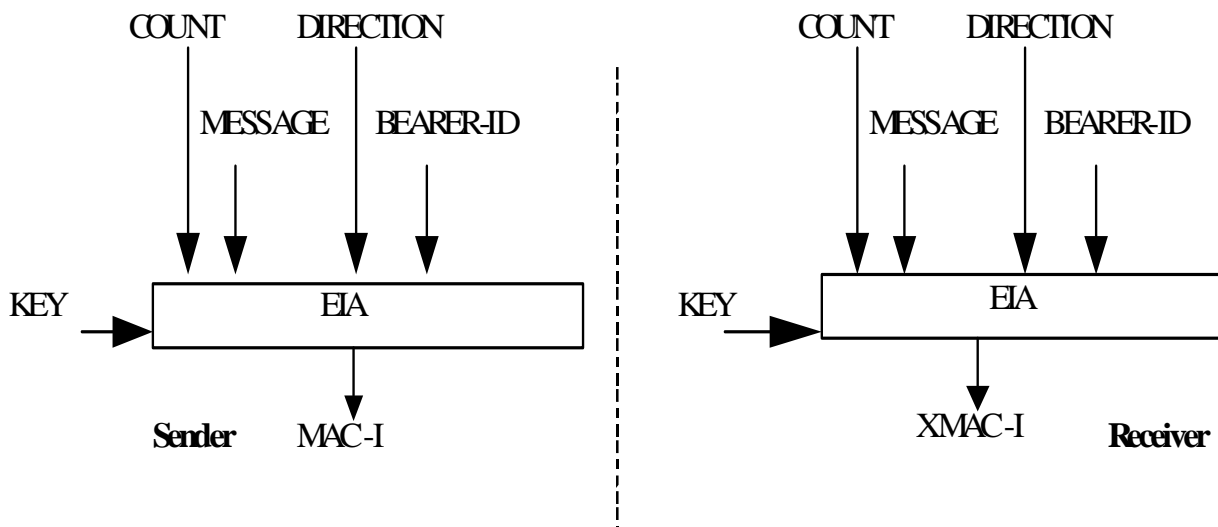 COUNT DIRECTION
MESSAGE BEARER-ID
KEY
EIA
Sender MAC-I
COUNT DIRECTION
MESSAGE BEARER-ID
KEY
EIA
XMAC-I Receiver